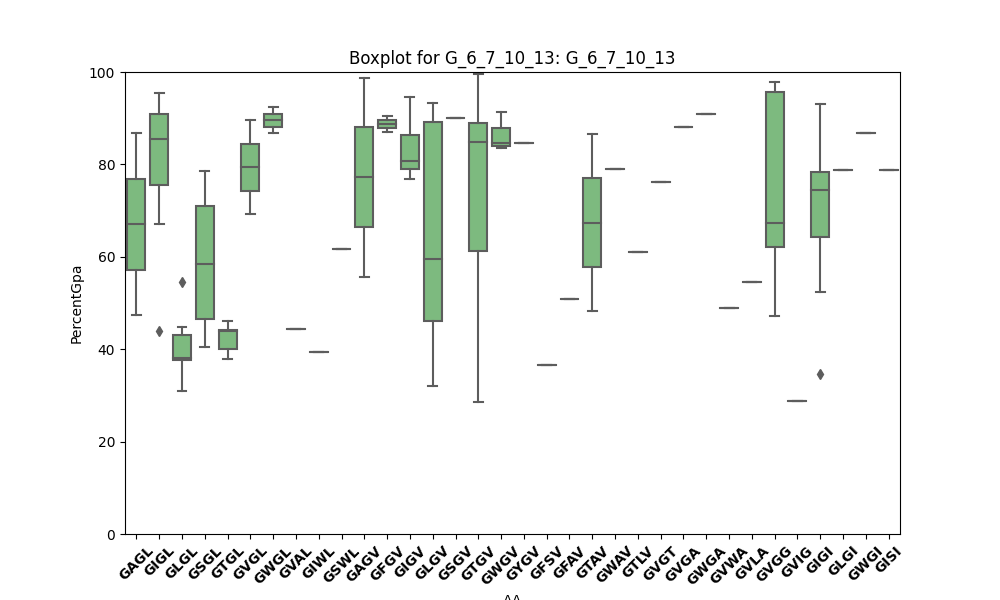 Boxplot for G_6_7_10_13: G_6_7_10_13
100
80
60
40
20
0
PercentGpa
GAGL GIGL GLGL GSGL GTGL GVGL GWGL GVAL GIWL GSWL GAGV GFGV GIGV GLGV GSGV GTGV GWGV GYGV GFSV GFAV GTAV GWAV GTLV GVGT GVGA GWGA GVWA GVLA GVGG GVIG GIGI GLGI GWGI GISI
AA